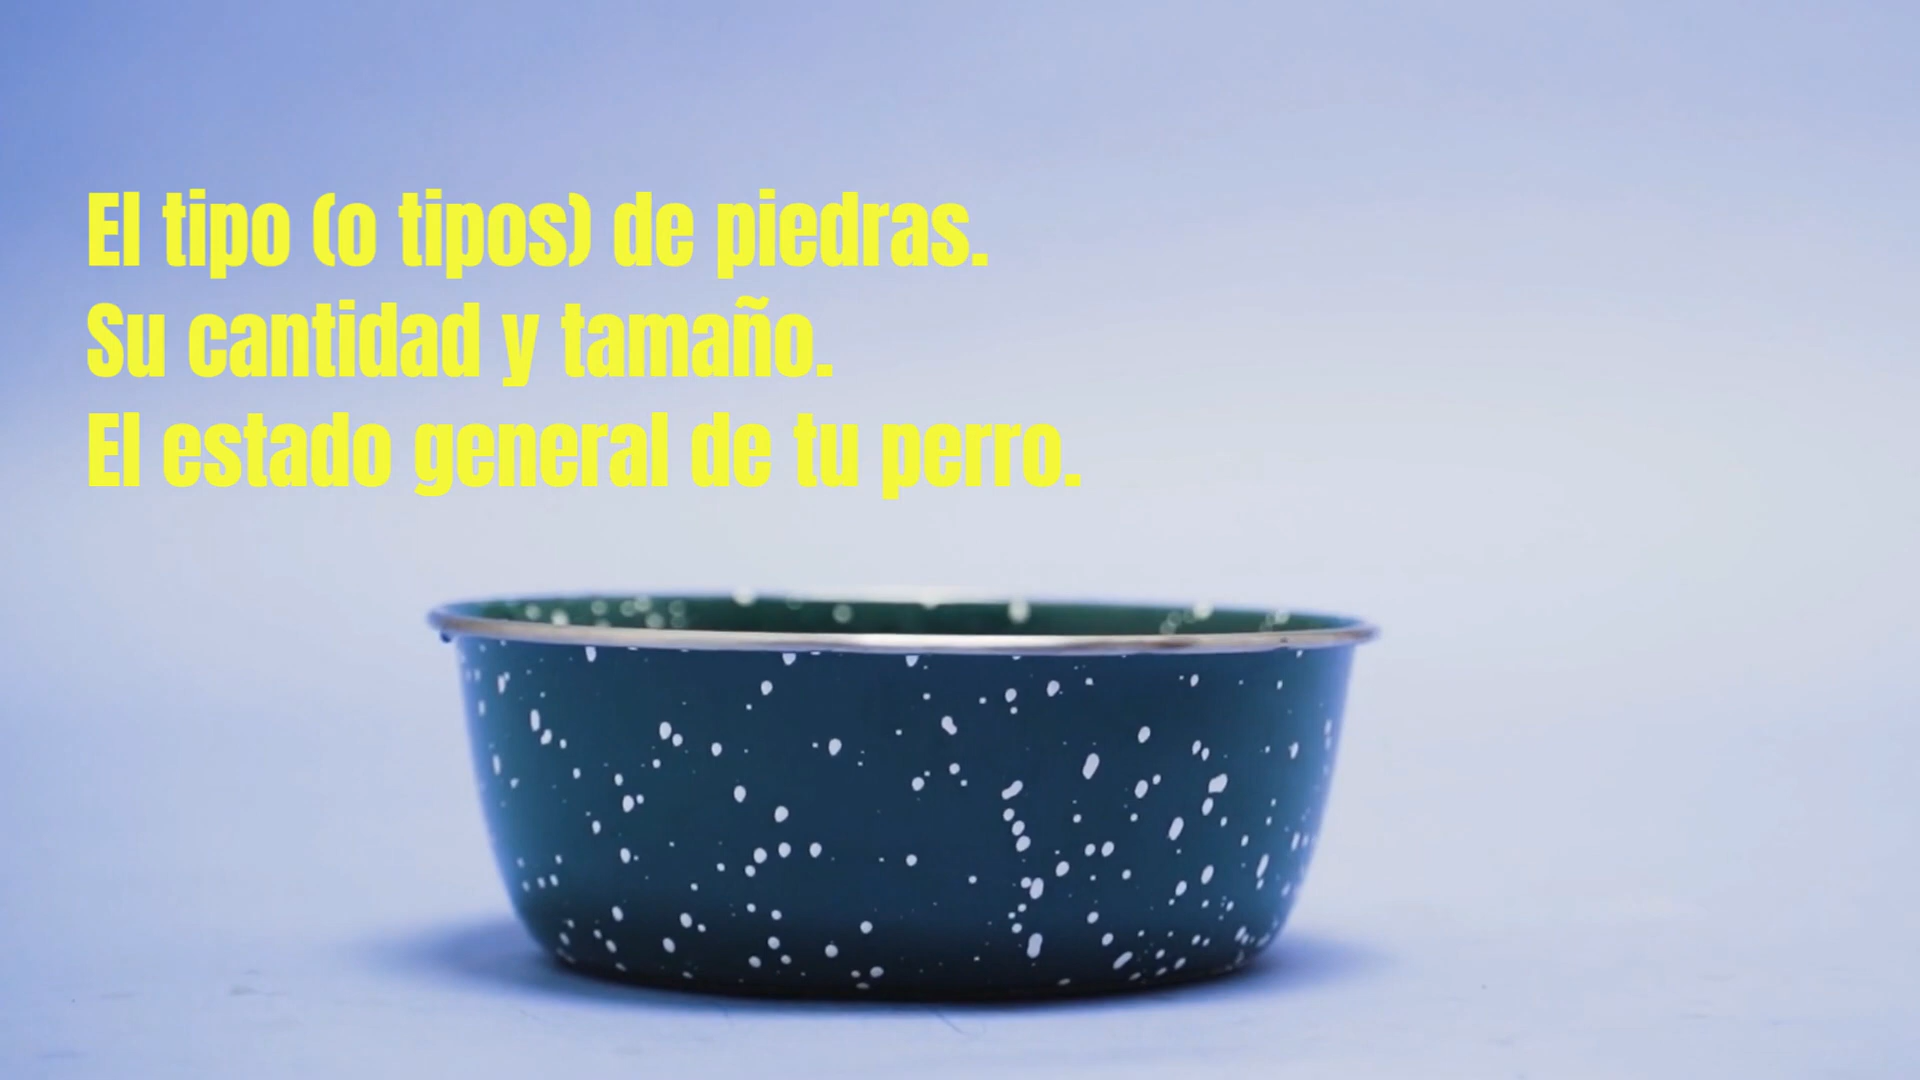 El tipo (o tipos) de piedras.
Su cantidad y tamaño.
El estado general de tu perro.